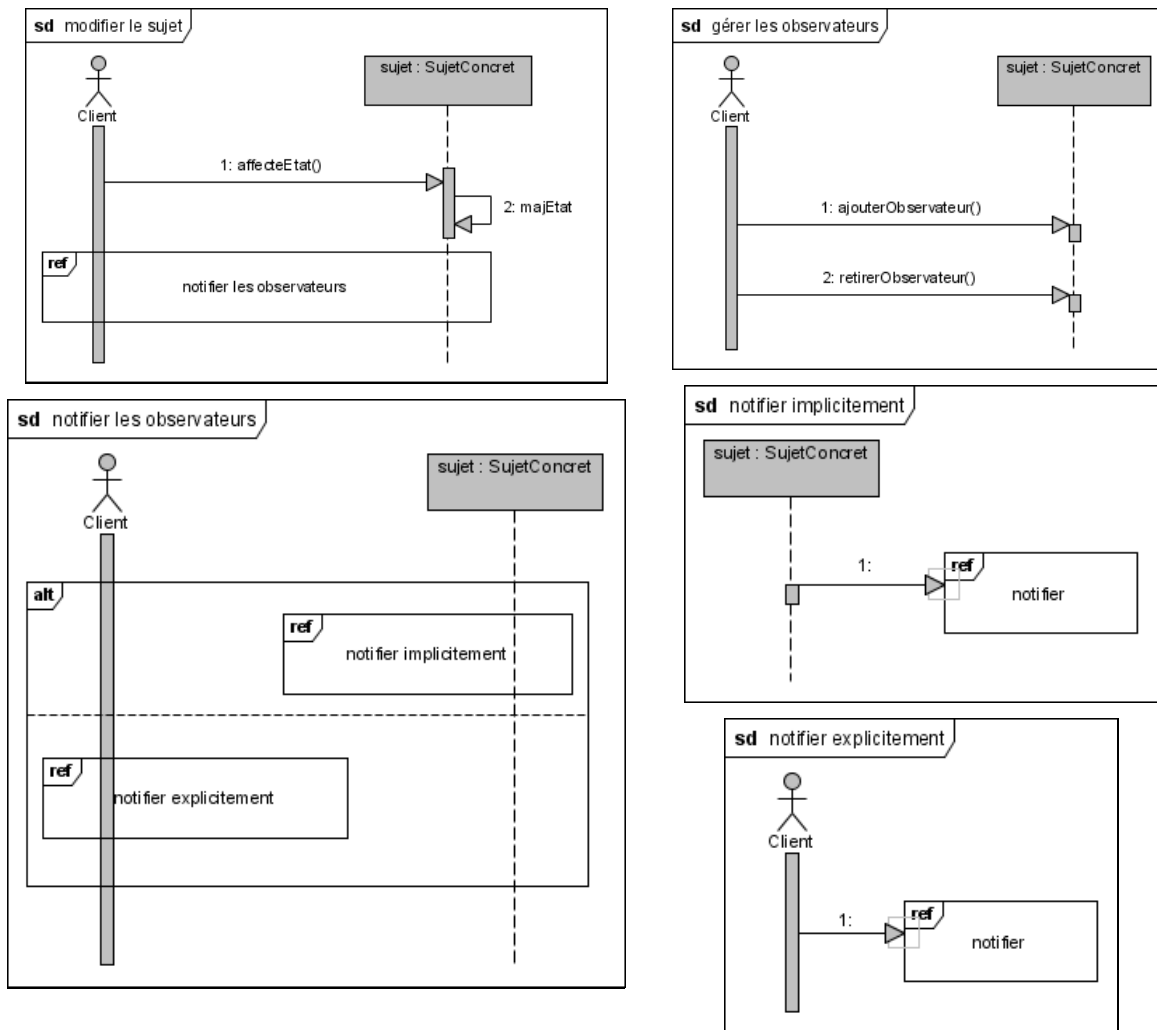 sd modifier le sujet
sujet : SujetConcret
Client
1: affecteEtat()
2: majEtat
ref
notifier les observateurs
sd gérer les observateurs
sujet : SujetConcret
Client
1: ajouterObservateur()
2: retirerObservateur()
sd notifier les observateurs
sujet : SujetConcret
Client
alt
ref
notifier implicitement
ref
notifier explicitement
sd notifier implicitement
sujet : SujetConcret
1:
ref
notifier
sd notifier explicitement
Client
1:
ref
notifier